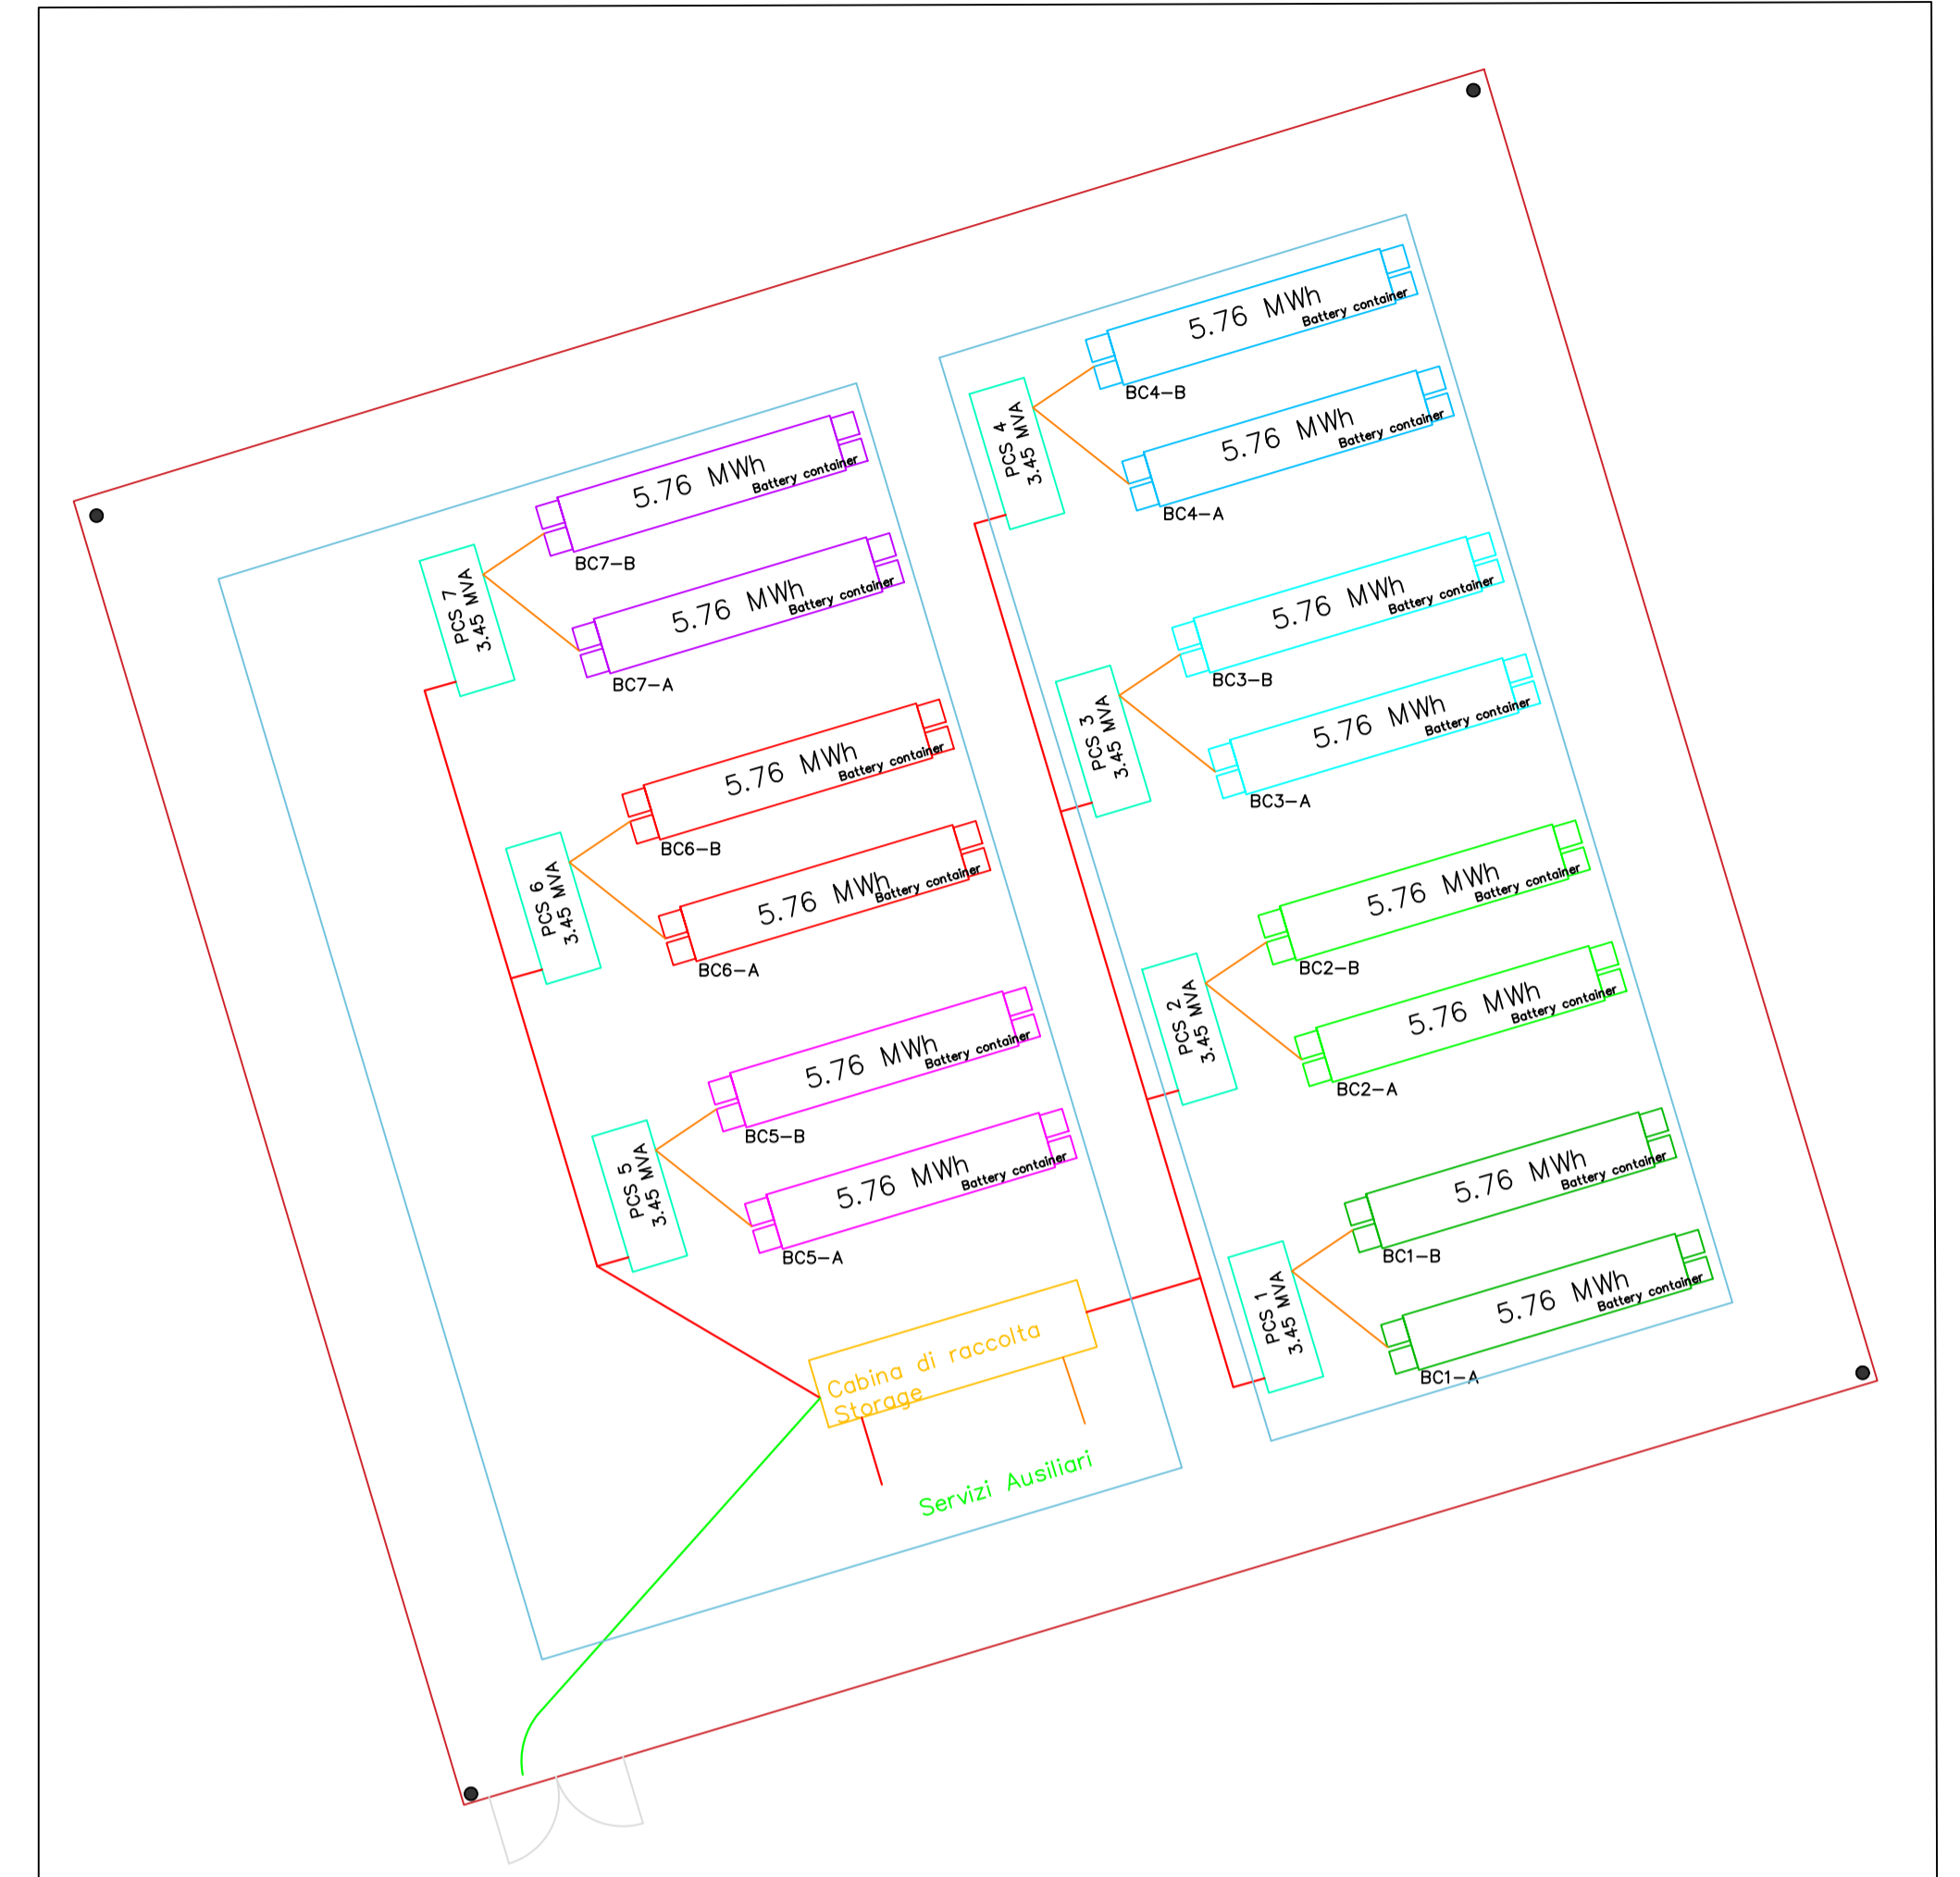 5.76 MWh
Battery container
BC4-B
PCS 4
3.45 MVA
5.76 MWh
Battery container
BC4-A
5.76 MWh
Battery container
BC7-B
PCS 7
3.45 MVA
5.76 MWh
Battery container
BC7-A
5.76 MWh
Battery container
BC3-B
PCS 3
3.45 MVA
5.76 MWh
Battery container
BC3-A
5.76 MWh
Battery container
BC6-B
PCS 6
3.45 MVA
5.76 MWh
Battery container
BC6-A
5.76 MWh
Battery container
BC2-B
PCS 2
3.45 MVA
5.76 MWh
Battery container
BC2-A
5.76 MWh
Battery container
BC5-B
PCS 5
3.45 MVA
5.76 MWh
Battery container
BC5-A
5.76 MWh
Battery container
BC1-B
PCS 1
3.45 MVA
5.76 MWh
Battery container
BC1-A
Cabina di raccolta
Storage
Servizi Ausiliari